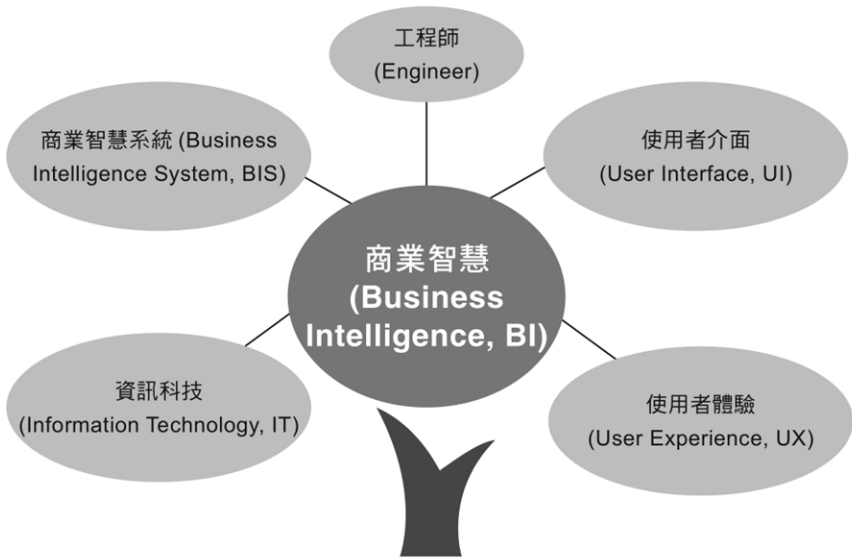 工程師
(Engineer)
商業智慧系統 (Business
Intelligence System, BIS)
使用者介面
(User Interface, UI)
商業智慧
(Business
Intelligence, BI)
資訊科技
(Information Technology, IT)
使用者體驗
(User Experience, UX)